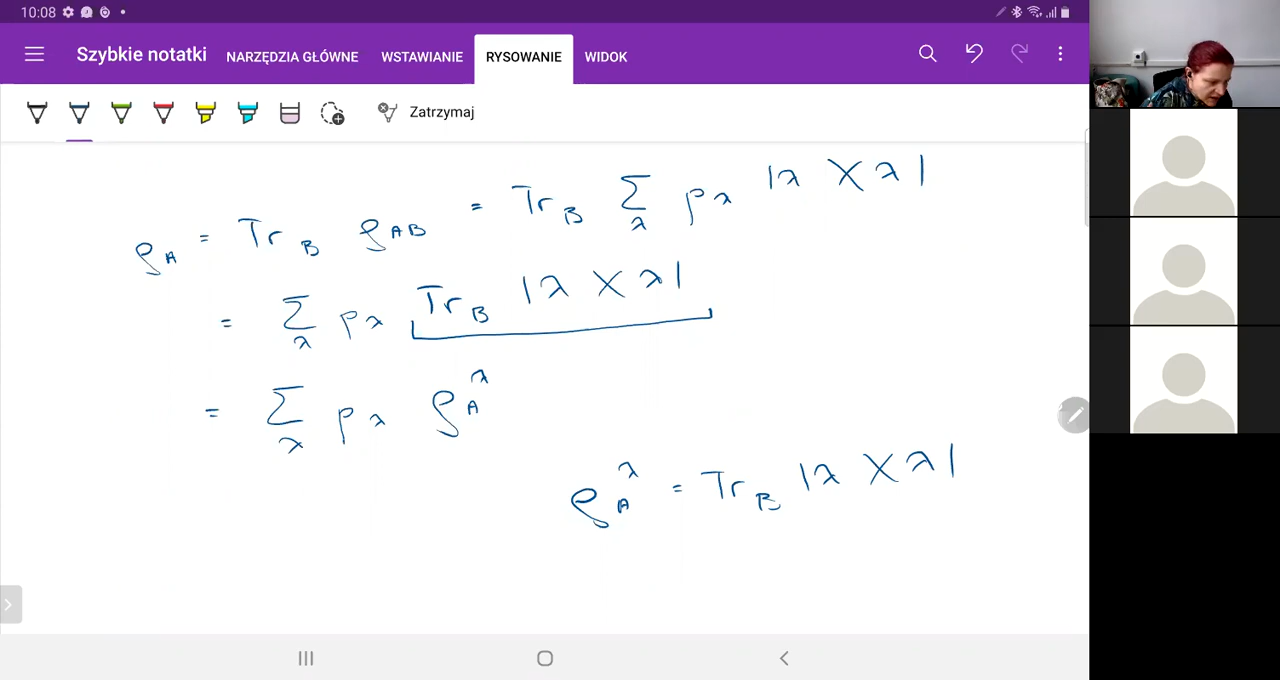 10:08
Szybkie notatki NARZĘDZIA GŁÓWNE WSTAWIANIE RYSOWANIE WIDOK
Zatrzymaj
ρ_A = Tr_B ρ_AB = Tr_B Σ_λ p_λ |λ X λ|
= Σ_λ p_λ Tr_B |λ X λ|
= Σ_λ p_λ ρ_A^λ
ρ_A^λ = Tr_B |λ X λ|